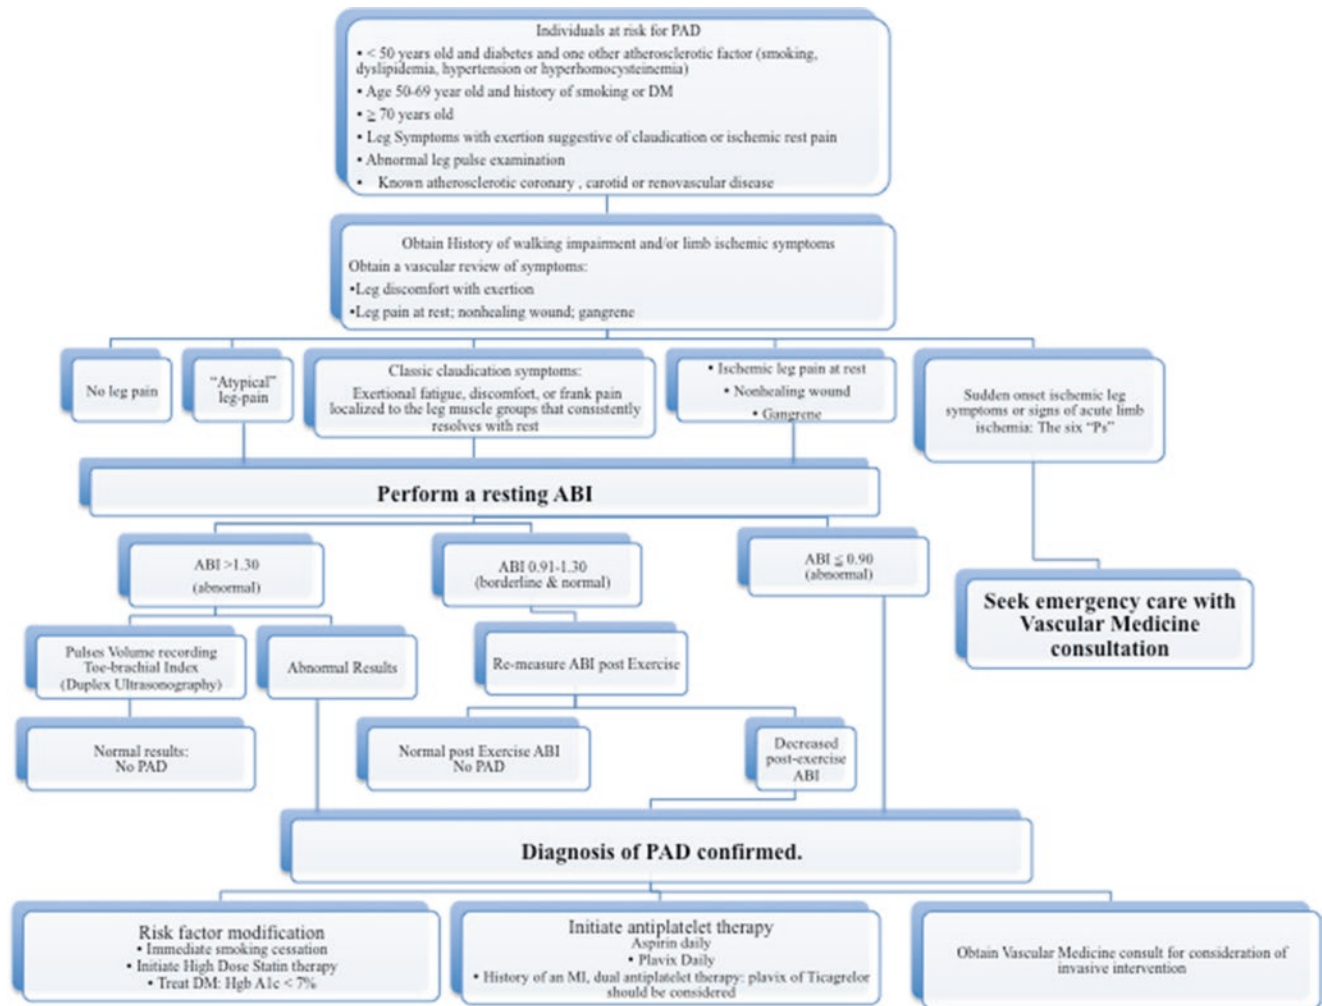 Individuals at risk for PAD
• < 50 years old and diabetes and one other atherosclerotic factor (smoking,
dyslipidemia, hypertension or hyperhomocysteinemia)
• Age 50-69 year old and history of smoking or DM
• ≥ 70 years old
• Leg Symptoms with exertion suggestive of claudication or ischemic rest pain
• Abnormal leg pulse examination
• Known atherosclerotic coronary , carotid or renovascular disease
Obtain History of walking impairment and/or limb ischemic symptoms
Obtain a vascular review of symptoms:
•Leg discomfort with exertion
•Leg pain at rest; nonhealing wound; gangrene
No leg pain
"Atypical"
leg-pain
Classic claudication symptoms:
Exertional fatigue, discomfort, or frank pain
localized to the leg muscle groups that consistently
resolves with rest
• Ischemic leg pain at rest
• Nonhealing wound
• Gangrene
Sudden onset ischemic leg
symptoms or signs of acute limb
ischemia: The six "Ps"
Perform a resting ABI
ABI >1.30
(abnormal)
ABI 0.91-1.30
(borderline & normal)
ABI ≦ 0.90
(abnormal)
Seek emergency care with
Vascular Medicine
consultation
Pulses Volume recording
Toe-brachial Index
(Duplex Ultrasonography)
Abnormal Results
Re-measure ABI post Exercise
Normal results:
No PAD
Normal post Exercise ABI
No PAD
Decreased
post-exercise
ABI
Diagnosis of PAD confirmed.
Risk factor modification
• Immediate smoking cessation
• Initiate High Dose Statin therapy
• Treat DM: Hgb A1c < 7%
Initiate antiplatelet therapy
Aspirin daily
• Plavix Daily
• History of an MI, dual antiplatelet therapy; plavix of Ticagrelor
should be considered
Obtain Vascular Medicine consult for consideration of
invasive intervention